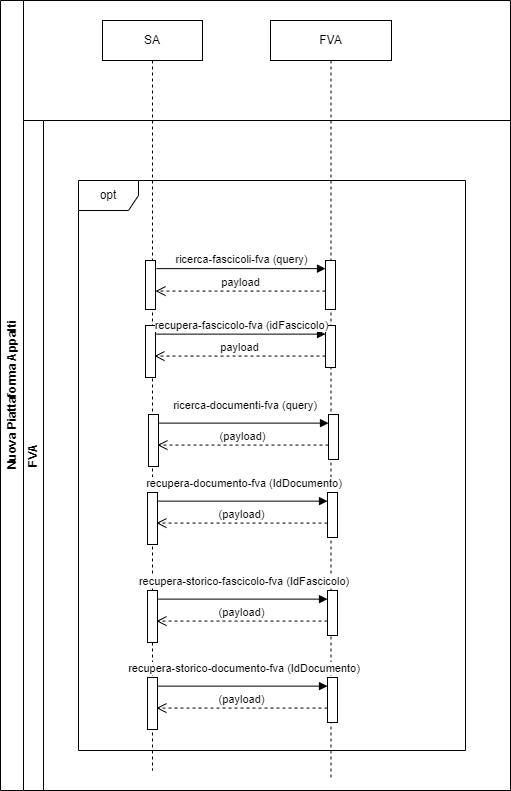 SA
FVA
opt
ricerca-fascicoli-fva (query)
payload
recupera-fascicolo-fva (idFascicolo)
payload
ricerca-documenti-fva (query)
(payload)
recupera-documento-fva (IdDocumento)
(payload)
recupera-storico-fascicolo-fva (IdFascicolo)
(payload)
recupera-storico-documento-fva (IdDocumento)
(payload)
Nuova Piattaforma Appalti
FVA